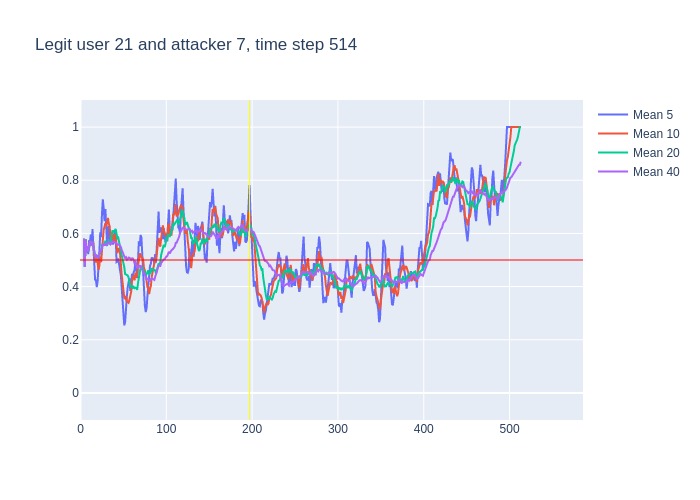 Legit user 21 and attacker 7, time step 514
Mean 5
Mean 10
Mean 20
Mean 40
1
0.8
0.6
0.4
0.2
0
0 100 200 300 400 500